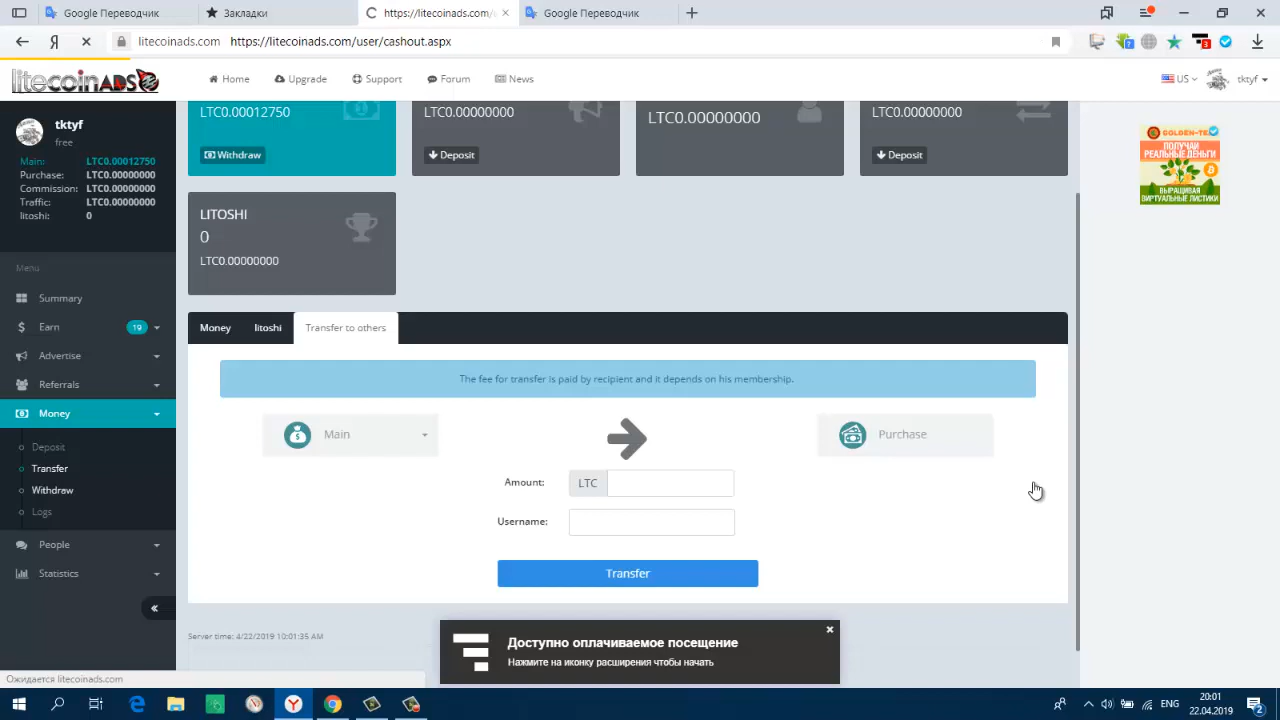 Google Переводчик
Закладки
https://litecoinads.com/u
Google Переводчик
litecoinads.com https://litecoinads.com/user/cashout.aspx
litecoinADS
Home
Upgrade
Support
Forum
News
US
tktyf
tktyf
free
Main: LTC0.00012750
Purchase: LTC0.00000000
Commission: LTC0.00000000
Traffic: LTC0.00000000
litoshi: 0
Menu
Summary
Earn 19
Advertise
Referrals
Money
Deposit
Transfer
Withdraw
Logs
People
Statistics
LTC0.00012750
Withdraw
LTC0.00000000
Deposit
LTC0.00000000
LTC0.00000000
Deposit
LITOSHI
0
LTC0.00000000
Money
litoshi
Transfer to others
The fee for transfer is paid by recipient and it depends on his membership.
Main
Purchase
Amount: LTC
Username:
Transfer
Server time: 4/22/2019 10:01:35 AM
ПОЛУЧАЙ
РЕАЛЬНЫЕ ДЕНЬГИ
ВЫРАЩИВАЯ
ВИРТУАЛЬНЫЕ ЛИСТИКИ
Доступно оплачиваемое посещение
Нажмите на иконку расширения чтобы начать
Ожидается litecoinads.com
ENG
20:01
22.04.2019
2